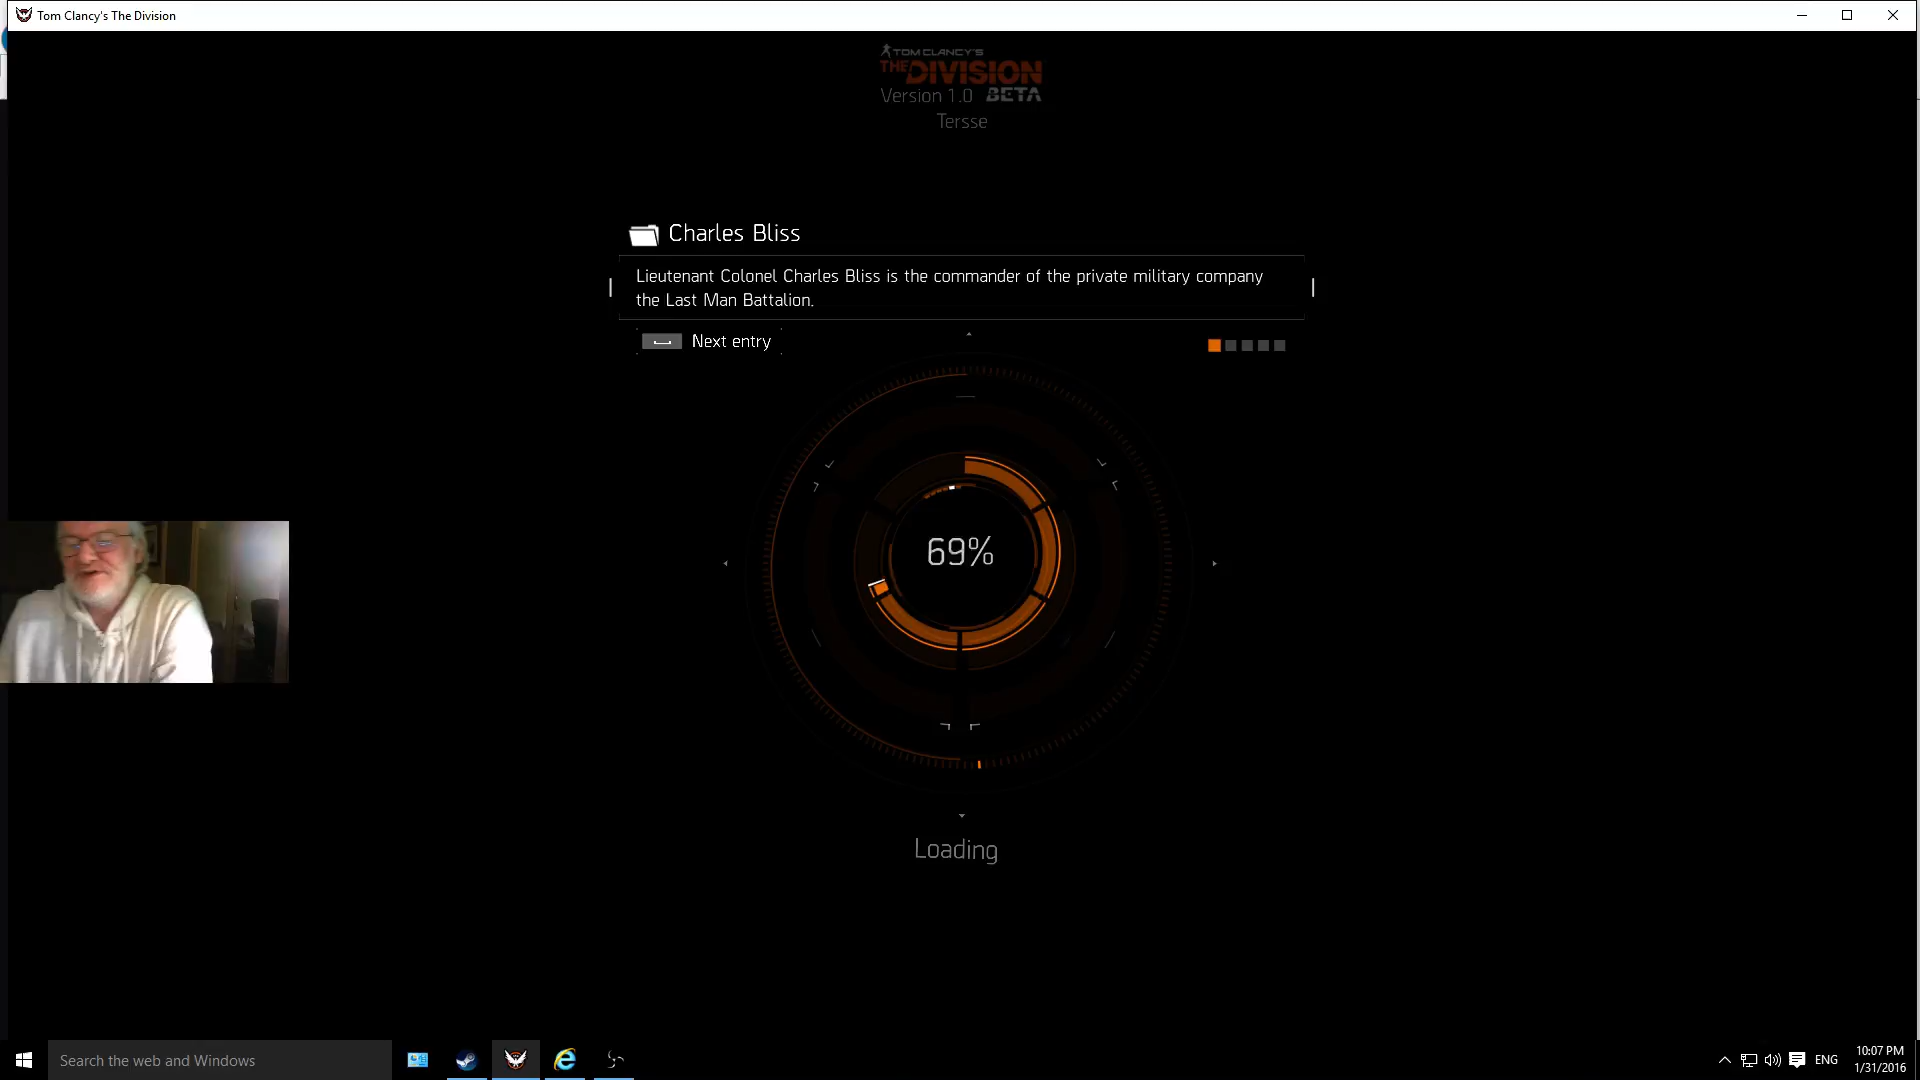 Tom Clancy's The Division
TOM CLANCY'S
THE DIVISION
Version 1.0 BETA
Tersse
Charles Bliss
Lieutenant Colonel Charles Bliss is the commander of the private military company
the Last Man Battalion.
Next entry
69%
Loading
Search the web and Windows
ENG
10:07 PM
1/31/2016